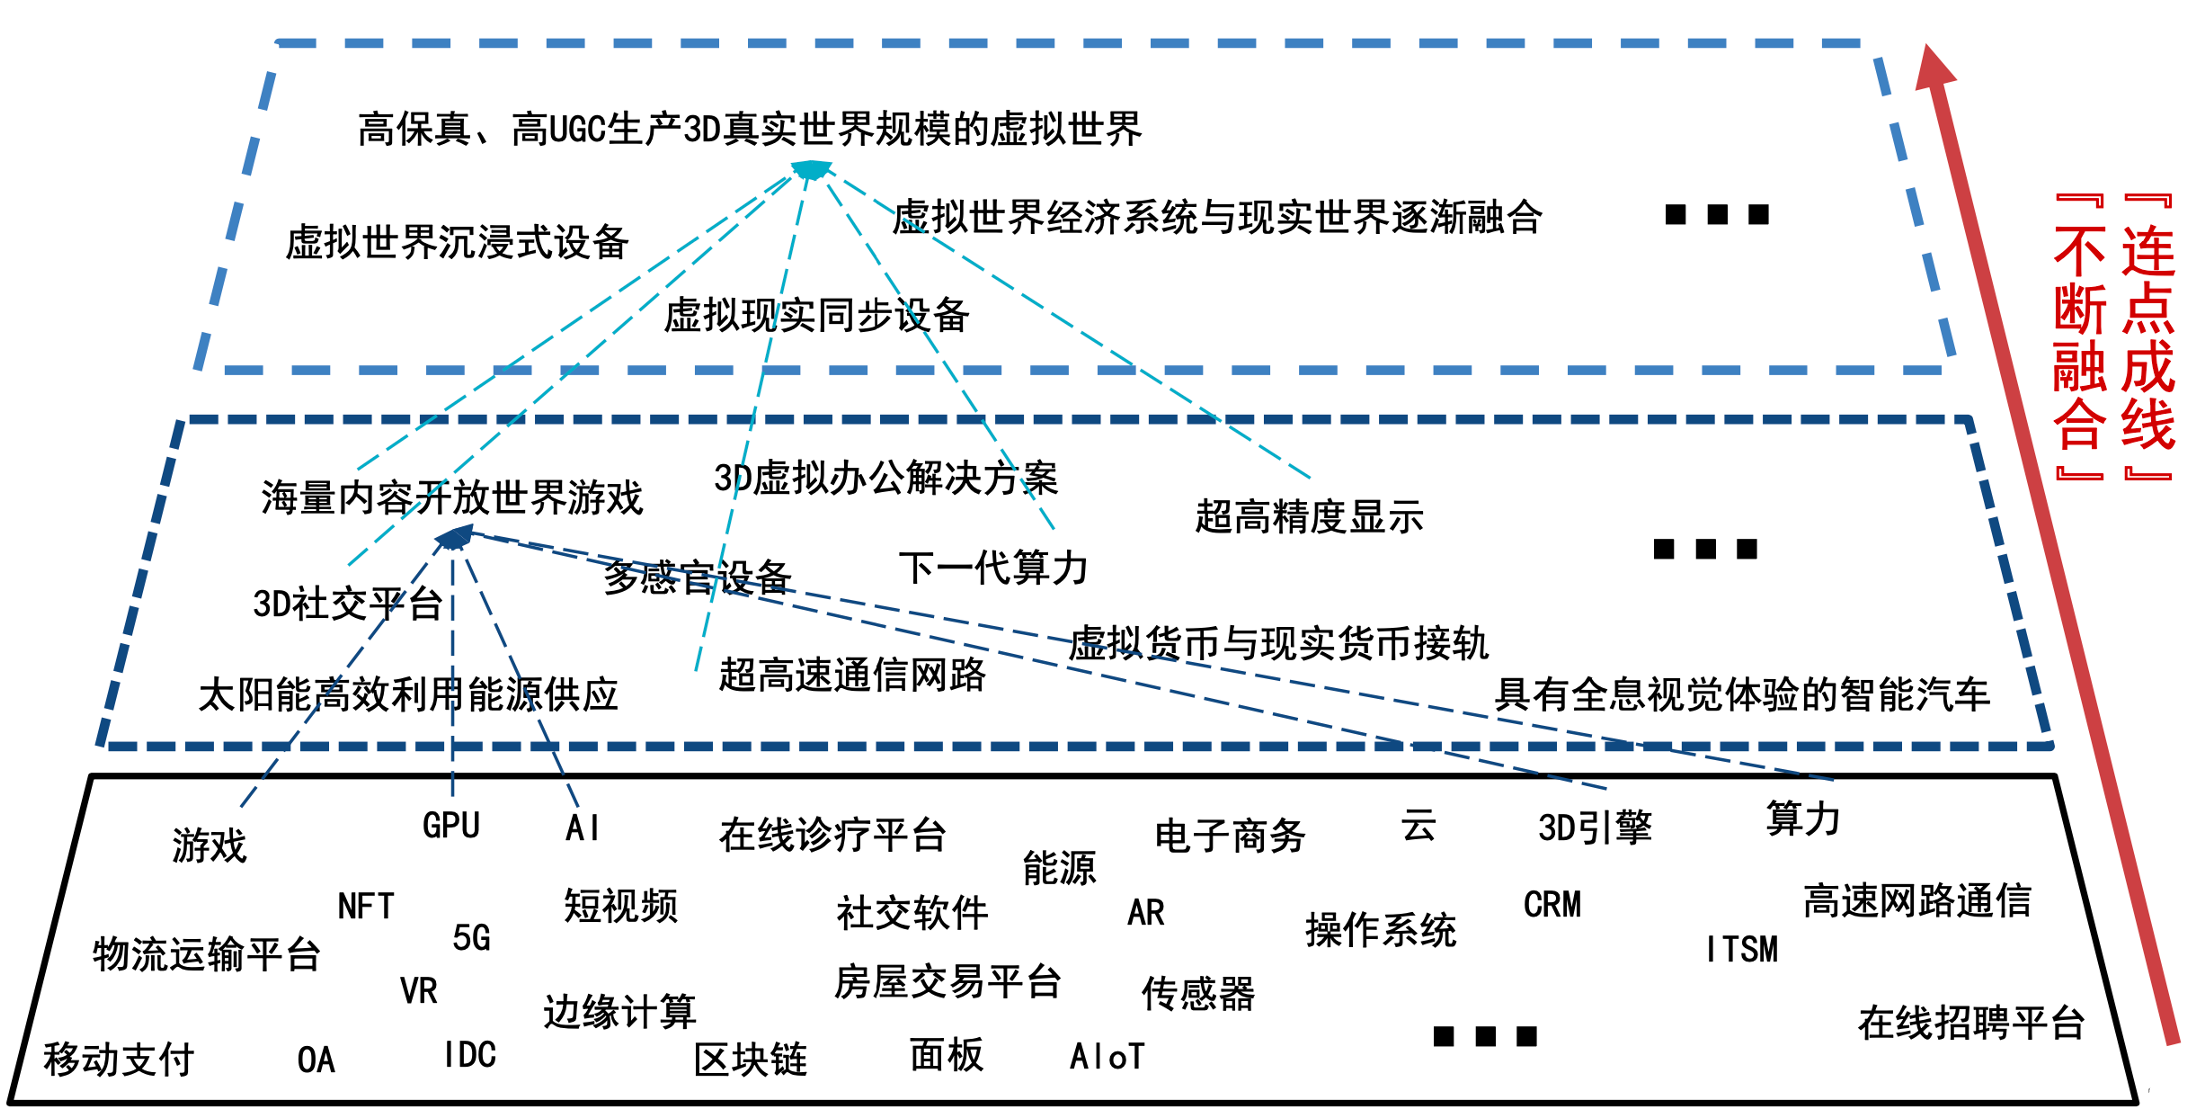 高保真、高UGC生产3D真实世界规模的虚拟世界
虚拟世界经济系统与现实世界逐渐融合
虚拟世界沉浸式设备
虚拟现实同步设备
『连点成线』
『不断融合』
3D虚拟办公解决方案
海量内容开放世界游戏
超高精度显示
下一代算力
多感官设备
3D社交平台
虚拟货币与现实货币接轨
超高速通信网路
太阳能高效利用能源供应
具有全息视觉体验的智能汽车
游戏
GPU
AI
在线诊疗平台
能源
电子商务
云
3D引擎
算力
NFT
短视频
社交软件
AR
操作系统
CRM
高速网路通信
物流运输平台
5G
ITSM
VR
边缘计算
房屋交易平台
传感器
在线招聘平台
移动支付
OA
IDC
区块链
面板
AIoT